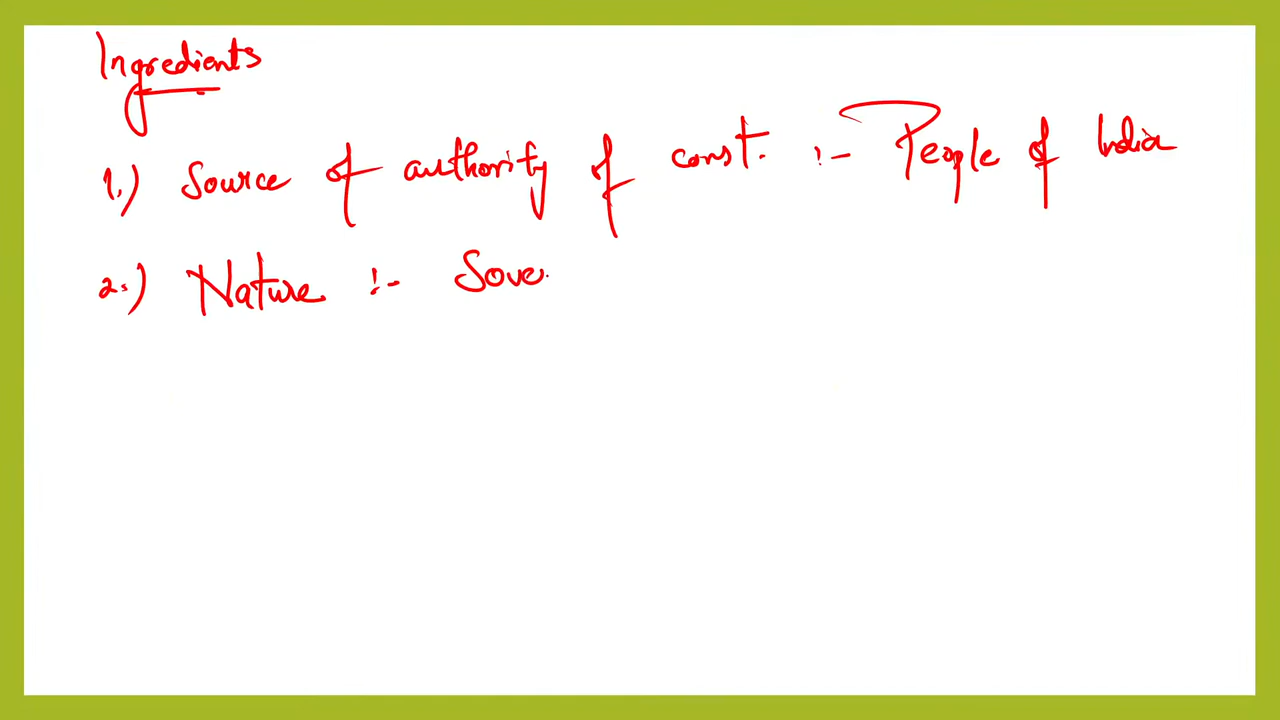 Ingredients
1.) Source of authority of const. :- People of India
2.) Nature :- Sove